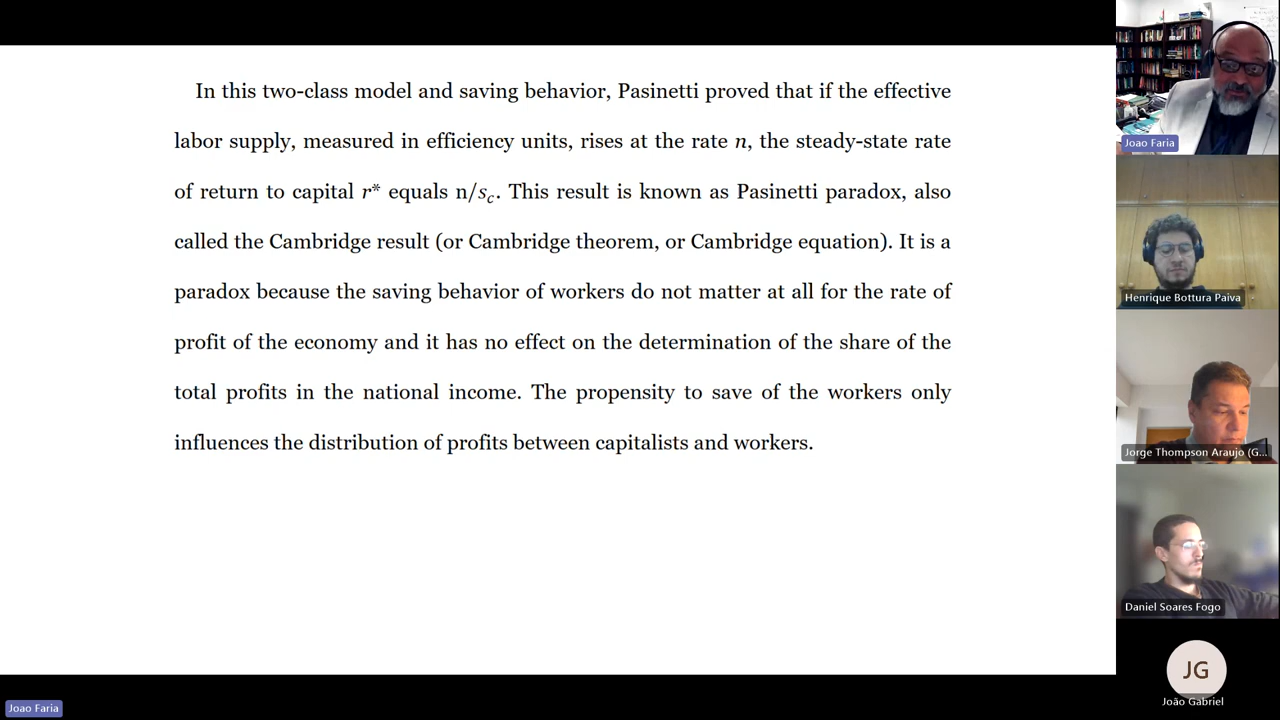 In this two-class model and saving behavior, Pasinetti proved that if the effective
labor supply, measured in efficiency units, rises at the rate n, the steady-state rate
of return to capital r* equals n/s_c. This result is known as Pasinetti paradox, also
called the Cambridge result (or Cambridge theorem, or Cambridge equation). It is a
paradox because the saving behavior of workers do not matter at all for the rate of
profit of the economy and it has no effect on the determination of the share of the
total profits in the national income. The propensity to save of the workers only
influences the distribution of profits between capitalists and workers.
Joao Faria
Henrique Bottura Paiva
Jorge Thompson Araujo (G...
Daniel Soares Fogo
JG
João Gabriel
Joao Faria